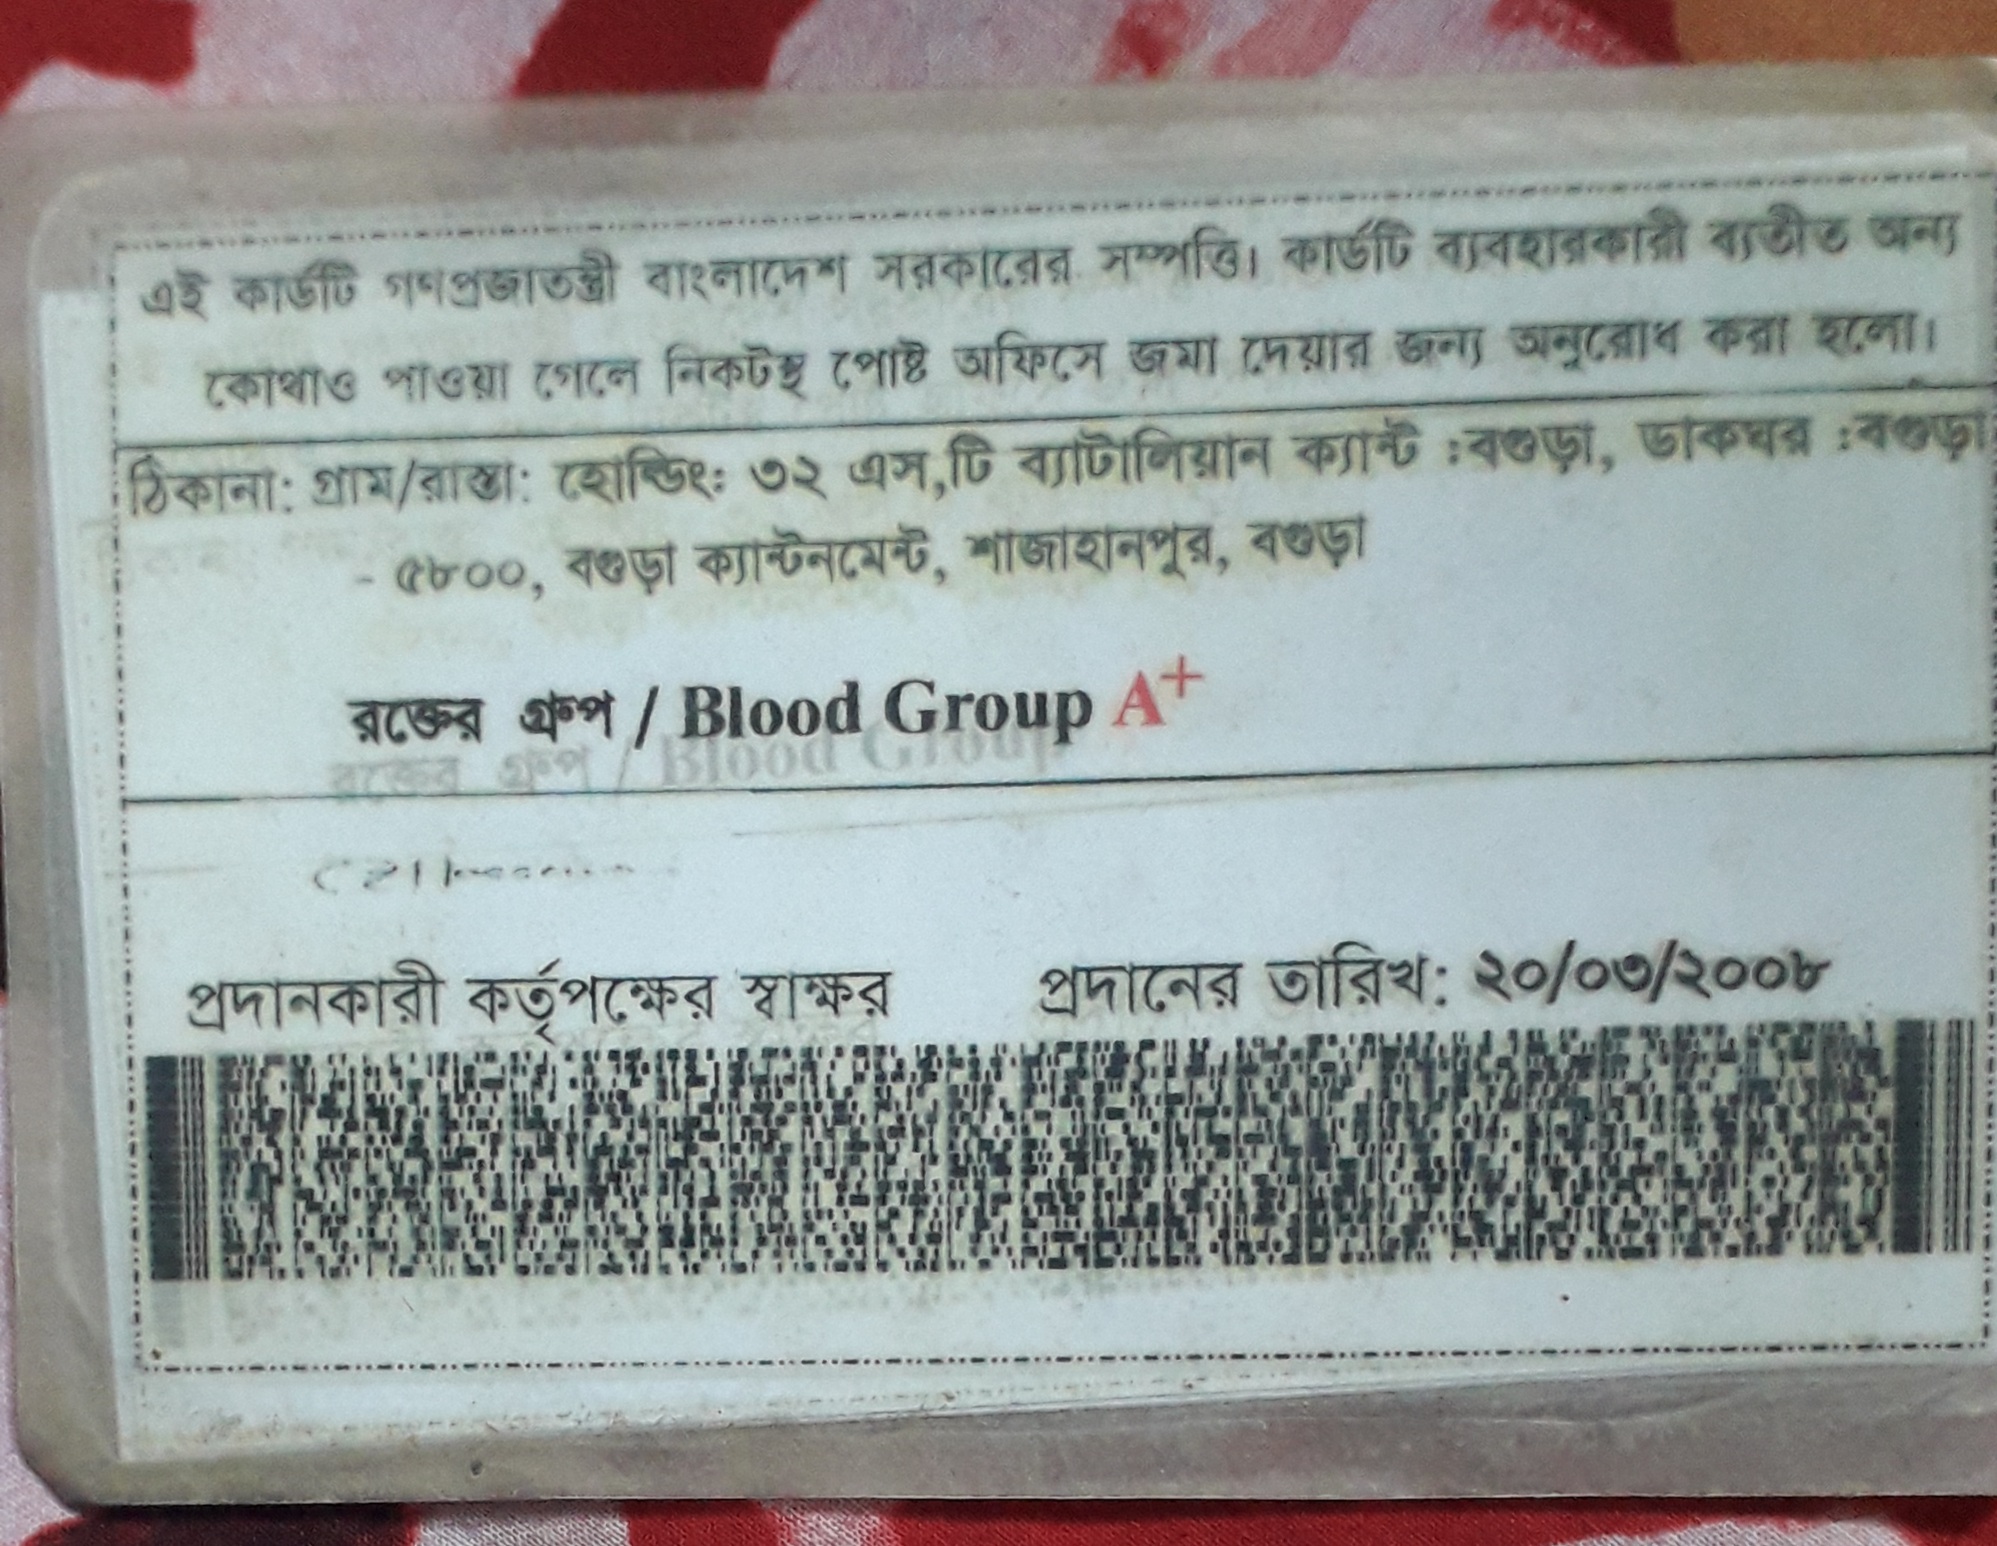 এই কার্ডটি গণপ্রজাতন্ত্রী বাংলাদেশ সরকারের সম্পত্তি। কার্ডটি ব্যবহারকারী ব্যতীত অন্য
কোথাও পাওয়া গেলে নিকটস্থ পোষ্ট অফিসে জমা দেয়ার জন্য অনুরোধ করা হলো।
ঠিকানা: গ্রাম/রাস্তা: হোল্ডিং: ৩২ এস,টি ব্যাটালিয়ান ক্যান্ট :বগুড়া, ডাকঘর :বগুড়া
- ৫৮০০, বগুড়া ক্যান্টনমেন্ট, শাজাহানপুর, বগুড়া
রক্তের গ্রুপ / Blood Group A+
প্রদানকারী কর্তৃপক্ষের স্বাক্ষর প্রদানের তারিখ: ২০/০৩/২০০৮